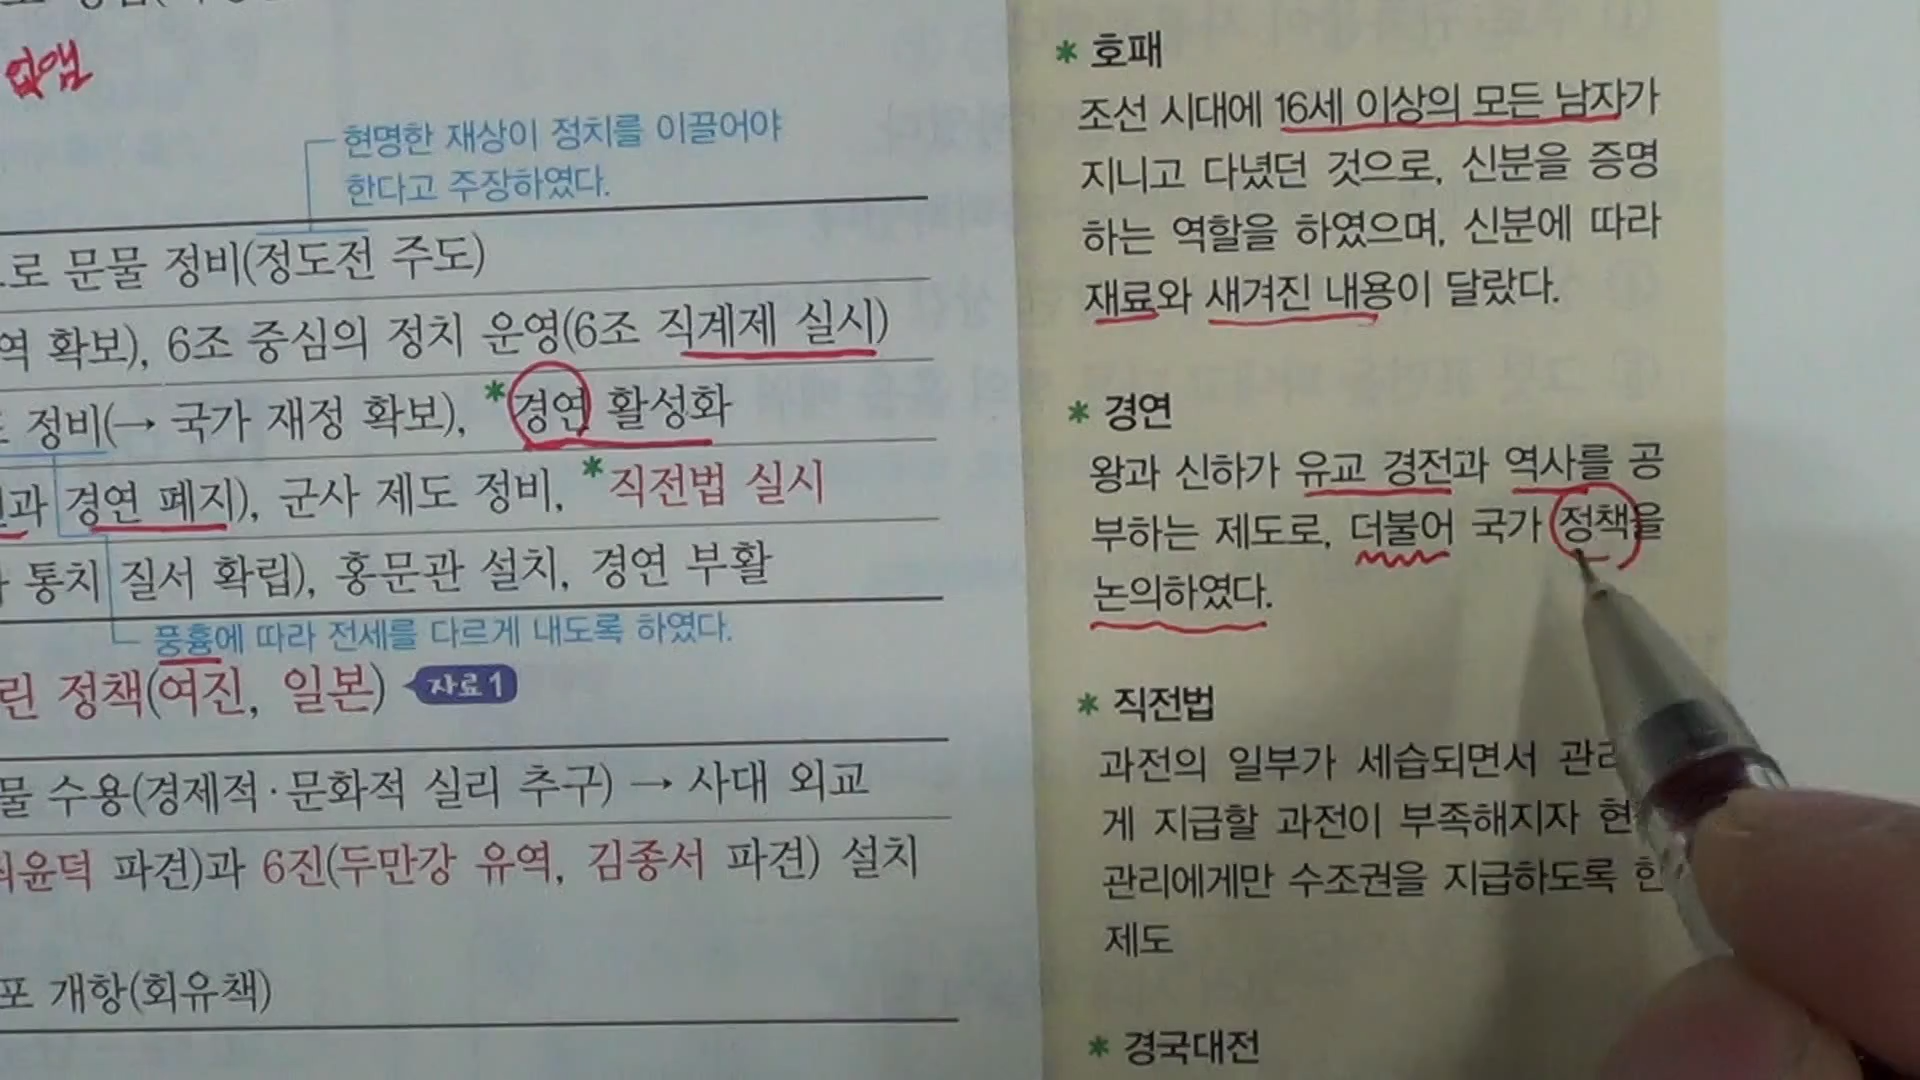 없앰
현명한 재상이 정치를 이끌어야
한다고 주장하였다.
로 문물 정비(정도전 주도)
역 확보), 6조 중심의 정치 운영(6조 직계제 실시)
정비(→ 국가 재정 확보), *경연 활성화
과 경연 폐지), 군사 제도 정비, *직전법 실시
통치 질서 확립), 홍문관 설치, 경연 부활
풍흉에 따라 전세를 다르게 내도록 하였다.
린 정책(여진, 일본) 자료 1
물 수용(경제적·문화적 실리 추구) → 사대 외교
최윤덕 파견)과 6진(두만강 유역, 김종서 파견) 설치
포 개항(회유책)
* 호패
조선 시대에 16세 이상의 모든 남자가
지니고 다녔던 것으로, 신분을 증명
하는 역할을 하였으며, 신분에 따라
재료와 새겨진 내용이 달랐다.
* 경연
왕과 신하가 유교 경전과 역사를 공
부하는 제도로, 더불어 국가 정책을
논의하였다.
* 직전법
과전의 일부가 세습되면서 관리
게 지급할 과전이 부족해지자 현
관리에게만 수조권을 지급하도록 한
제도
* 경국대전